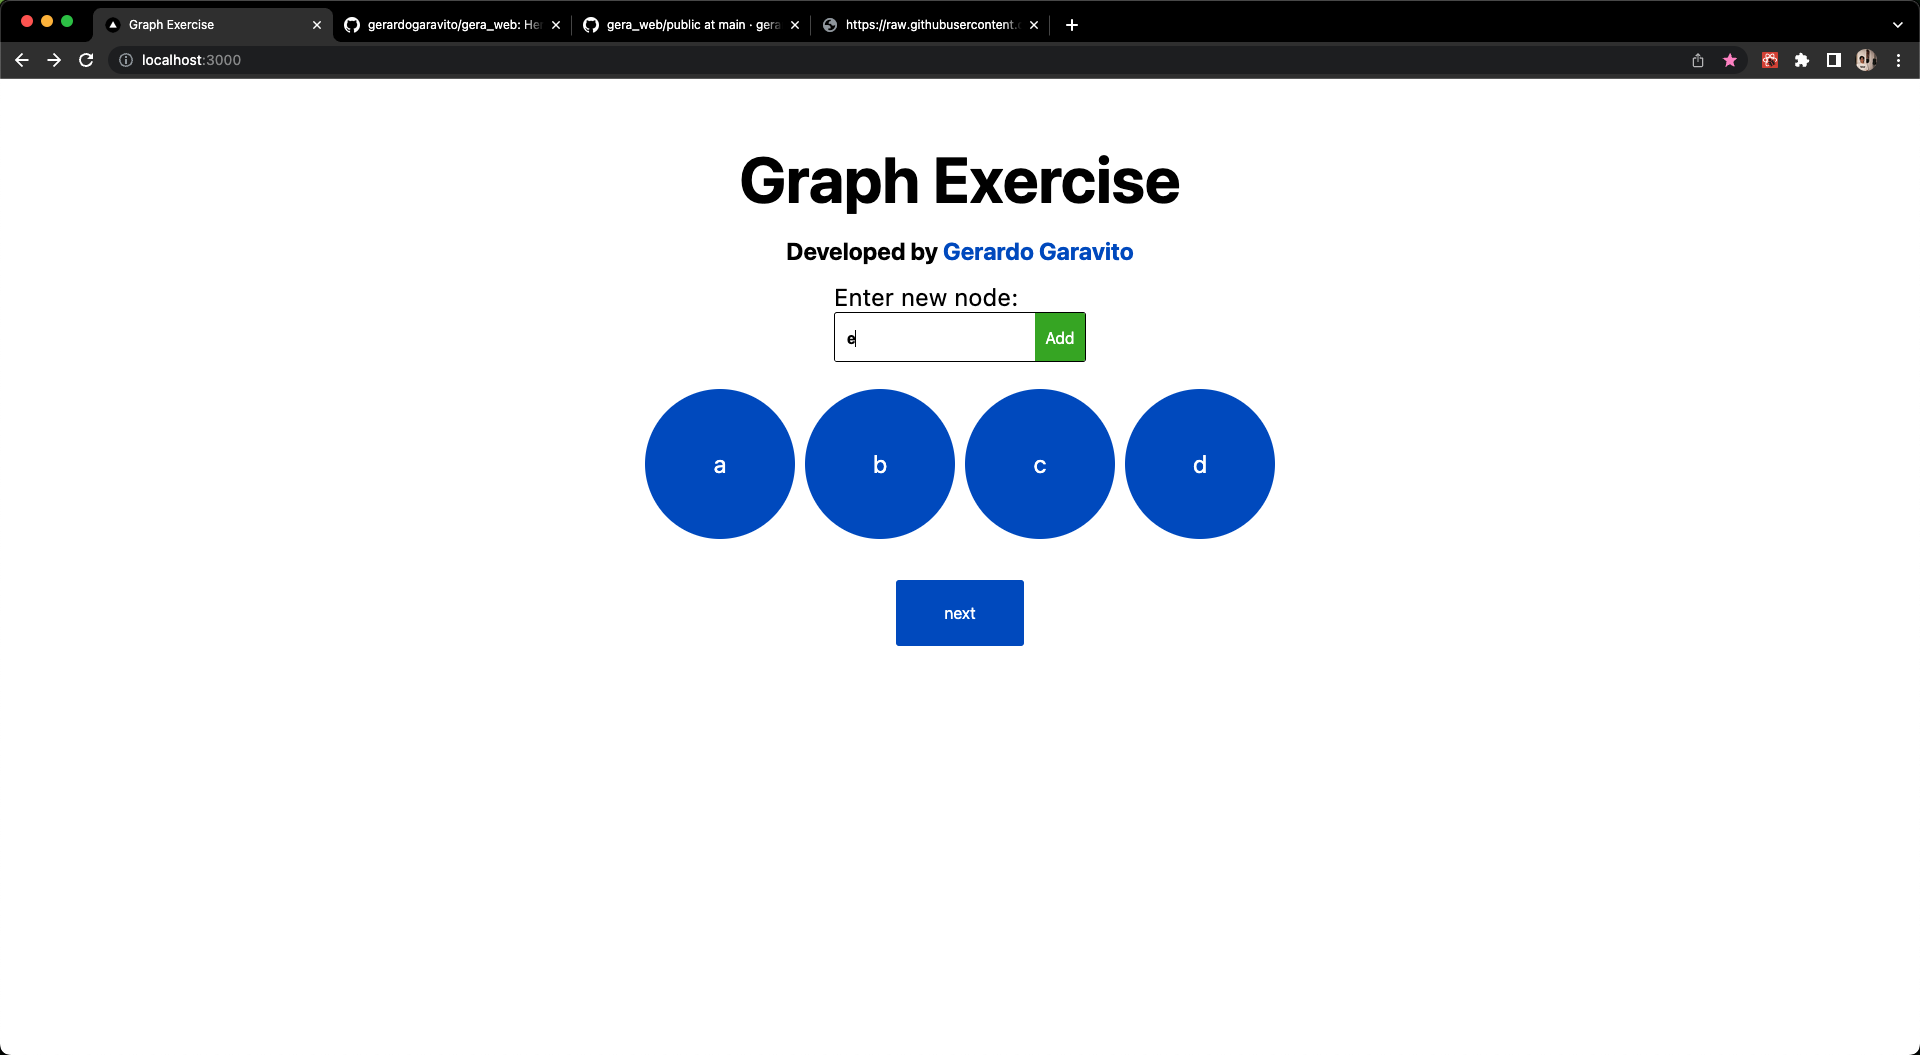 Graph Exercise
gerardogaravito/gera_web: He
gera_web/public at main · gera
https://raw.githubusercontent.
localhost:3000
Graph Exercise
Developed by Gerardo Garavito
Enter new node:
e
Add
a
b
c
d
next